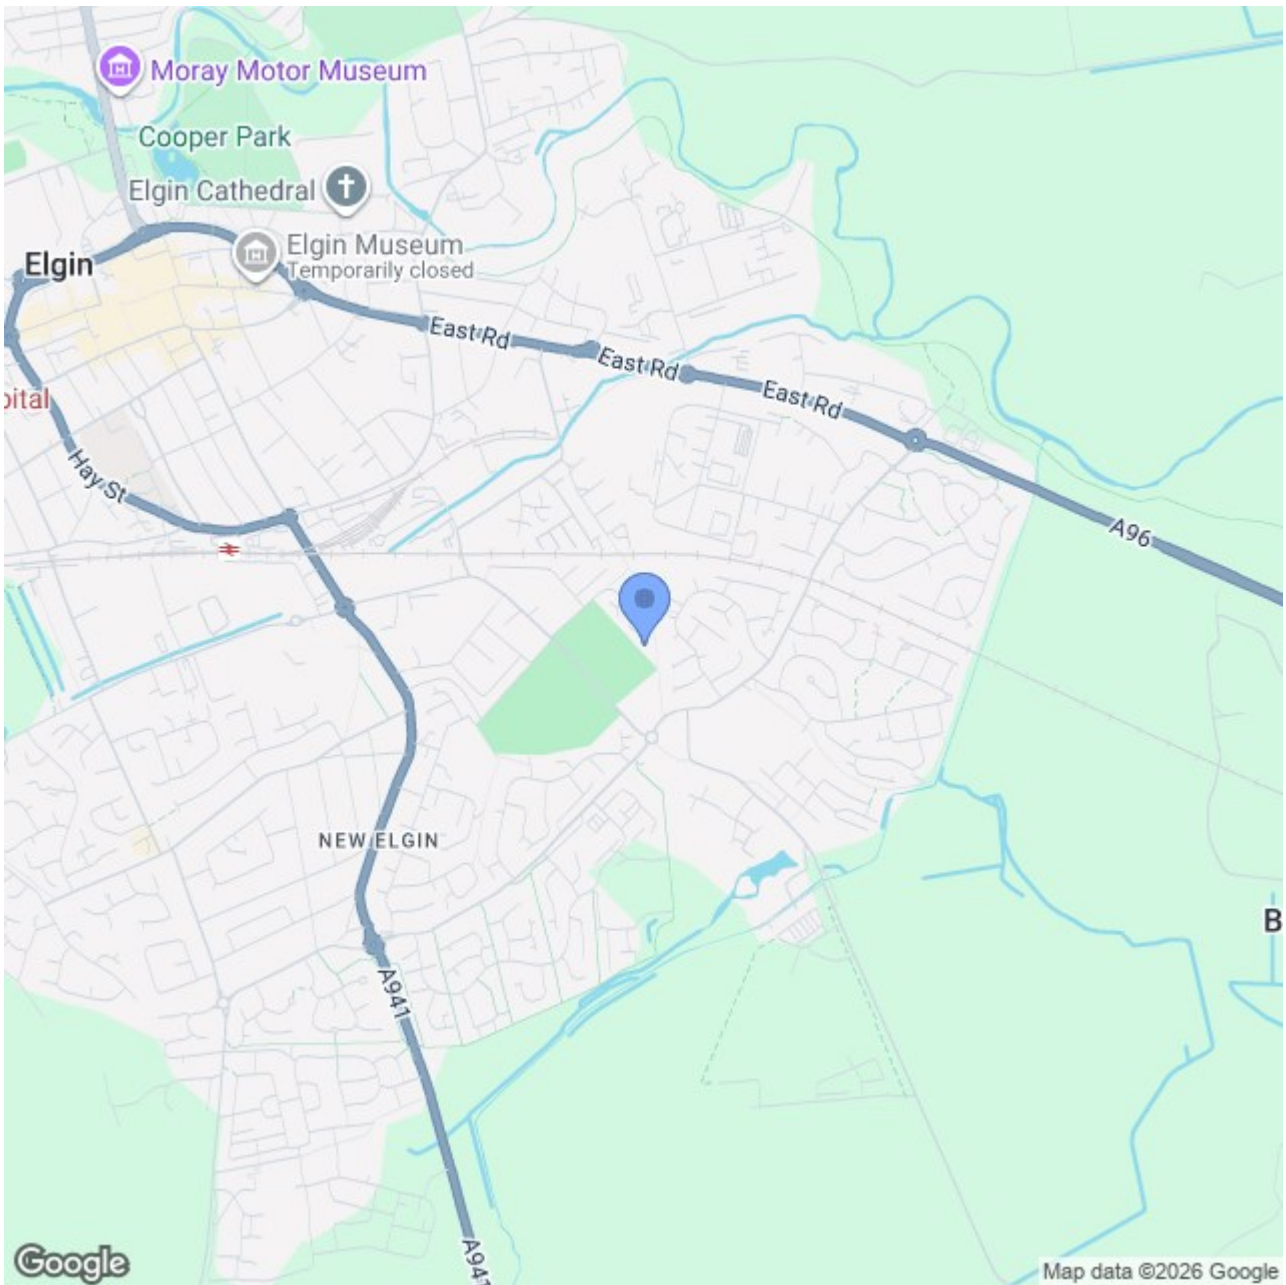 Moray Motor Museum
Cooper Park
Elgin Cathedral
Elgin Museum
Temporarily closed
Elgin
East Rd
East Rd
East Rd
pital
Hay St
A96
NEW ELGIN
B
A941
A941
Google
Map data ©2026 Google